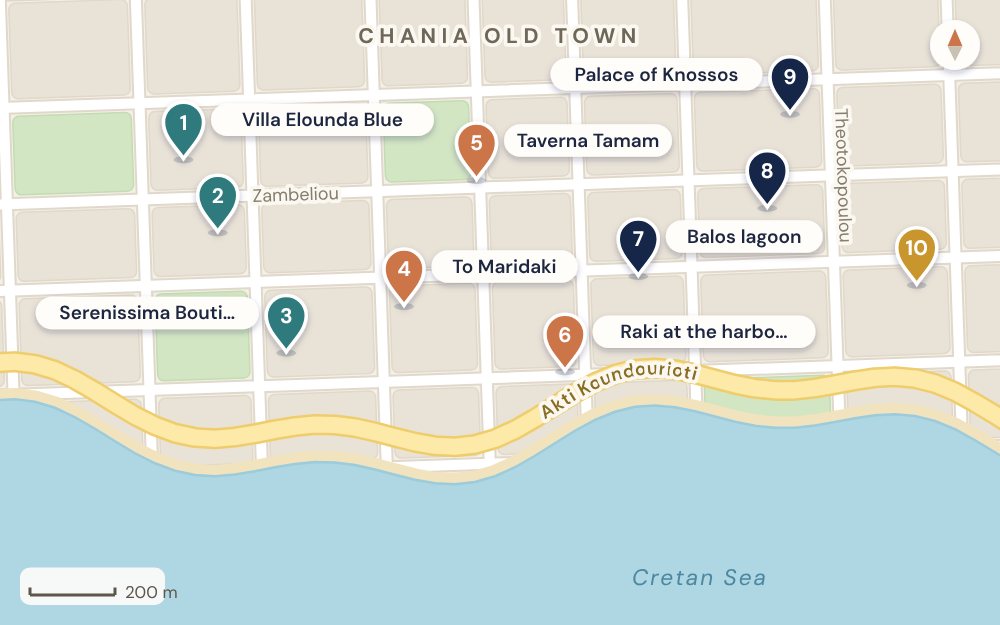 CHANIA OLD TOWN
Palace of Knossos
9
1
Villa Elounda Blue
5
Taverna Tamam
Theotokopoulou
8
2
Zambeliou
7
Balos lagoon
10
4
To Maridaki
Serenissima Bouti...
3
6
Raki at the harbo...
Akti Koundourioti
Cretan Sea
200 m